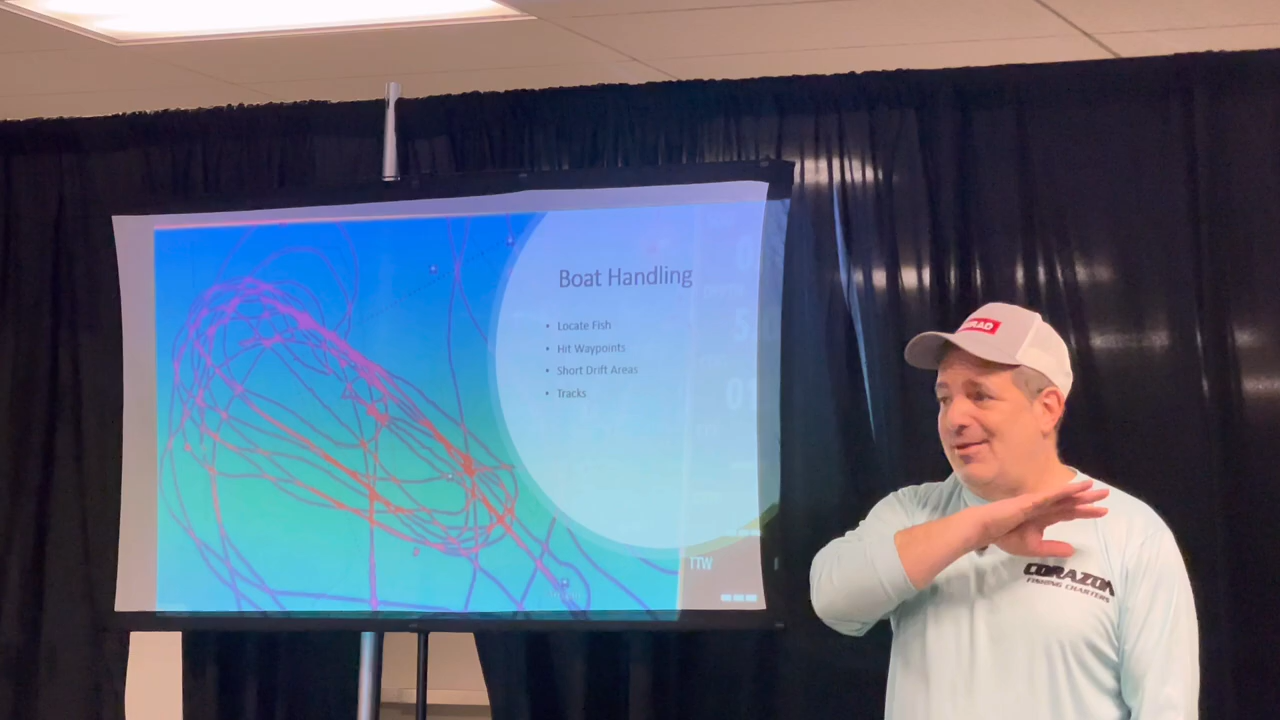 Boat Handling
• Locate Fish
• Hit Waypoints
• Short Drift Areas
• Tracks
TTW
CORAZON
FISHING CHARTERS